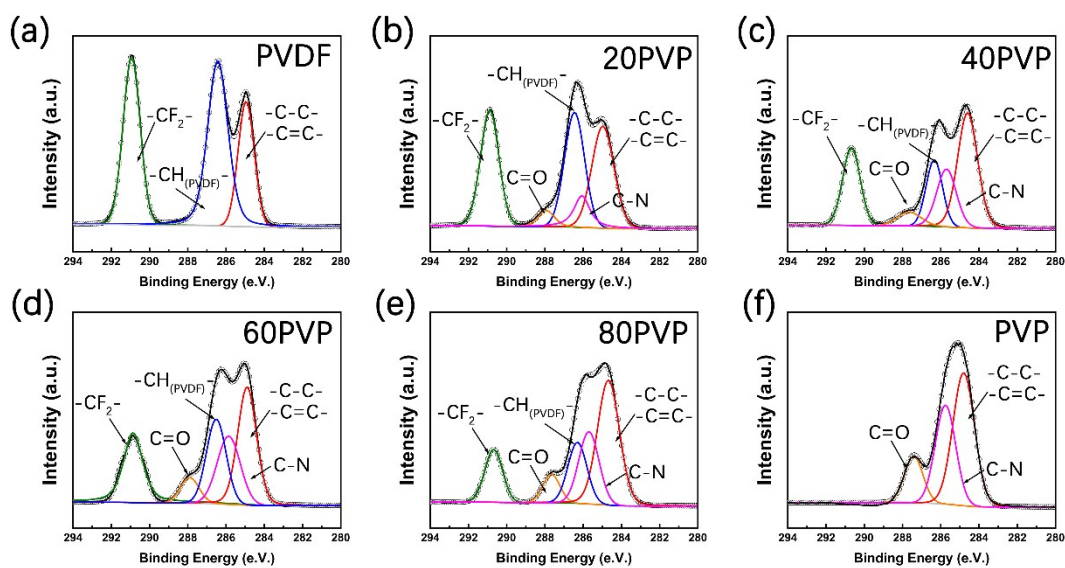 (a)
PVDF
-CF₂-
-CH(PVDF)-
-C-C-
-C=C-
Intensity (a.u.)
294 292 290 288 286 284 282 280
Binding Energy (e.V.)
(b)
20PVP
-CH(PVDF)-
-CF₂-
C=O
-C-C-
-C=C-
C-N
Intensity (a.u.)
294 292 290 288 286 284 282 280
Binding Energy (e.V.)
(c)
40PVP
-CF₂-
-CH(PVDF)-
C=O
-C-C-
-C=C-
C-N
Intensity (a.u.)
294 292 290 288 286 284 282 280
Binding Energy (e.V.)
(d)
60PVP
-CH(PVDF)-
-CF₂-
C=O
-C-C-
-C=C-
C-N
Intensity (a.u.)
294 292 290 288 286 284 282 280
Binding Energy (e.V.)
(e)
80PVP
-CH(PVDF)-
-CF₂-
C=O
-C-C-
-C=C-
C-N
Intensity (a.u.)
294 292 290 288 286 284 282 280
Binding Energy (e.V.)
(f)
PVP
-C-C-
-C=C-
C=O
C-N
Intensity (a.u.)
294 292 290 288 286 284 282 280
Binding Energy (e.V.)